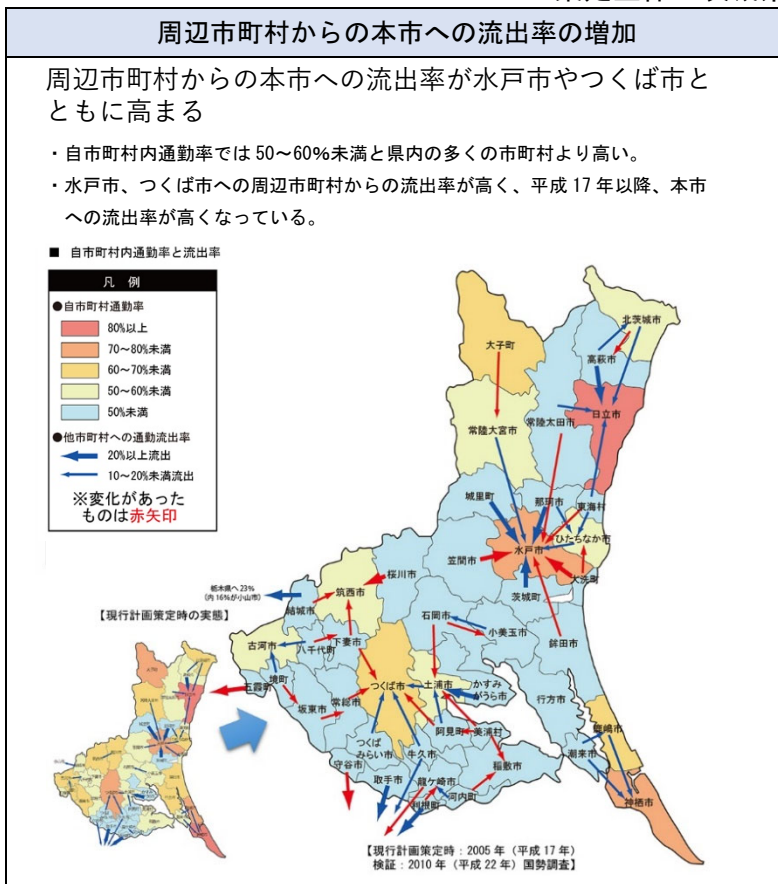 周辺市町村からの本市への流出率の増加
周辺市町村からの本市への流出率が水戸市やつくば市と
ともに高まる
・自市町村内通勤率では 50～60%未満と県内の多くの市町村より高い。
・水戸市、つくば市への周辺市町村からの流出率が高く、平成 17 年以降、本市
への流出率が高くなっている。
■ 自市町村内通勤率と流出率
凡 例
●自市町村通勤率
80%以上
70～80%未満
60～70%未満
50～60%未満
50%未満
●他市町村への通勤流出率
20%以上流出
10～20%未満流出
※変化があった
ものは赤矢印
北茨城市
大子町
高萩市
日立市
常陸太田市
常陸大宮市
城里町
那珂市
東海村
ひたちなか市
水戸市
笠間市
大洗町
茨城町
桜川市
筑西市
栃木県へ 23%
(内 16%が小山市)
結城市
【現行計画策定時の実態】
石岡市
小美玉市
鉾田市
古河市
八千代町
下妻市
境町
五霞町
つくば市
土浦市
かすみ
がうら市
行方市
坂東市
常総市
鹿嶋市
つくば
みらい市
牛久市
阿見町
美浦村
潮来市
守谷市
取手市
龍ケ崎市
稲敷市
河内町
利根町
神栖市
【現行計画策定時：2005 年（平成 17 年）
検証：2010 年（平成 22 年）国勢調査】